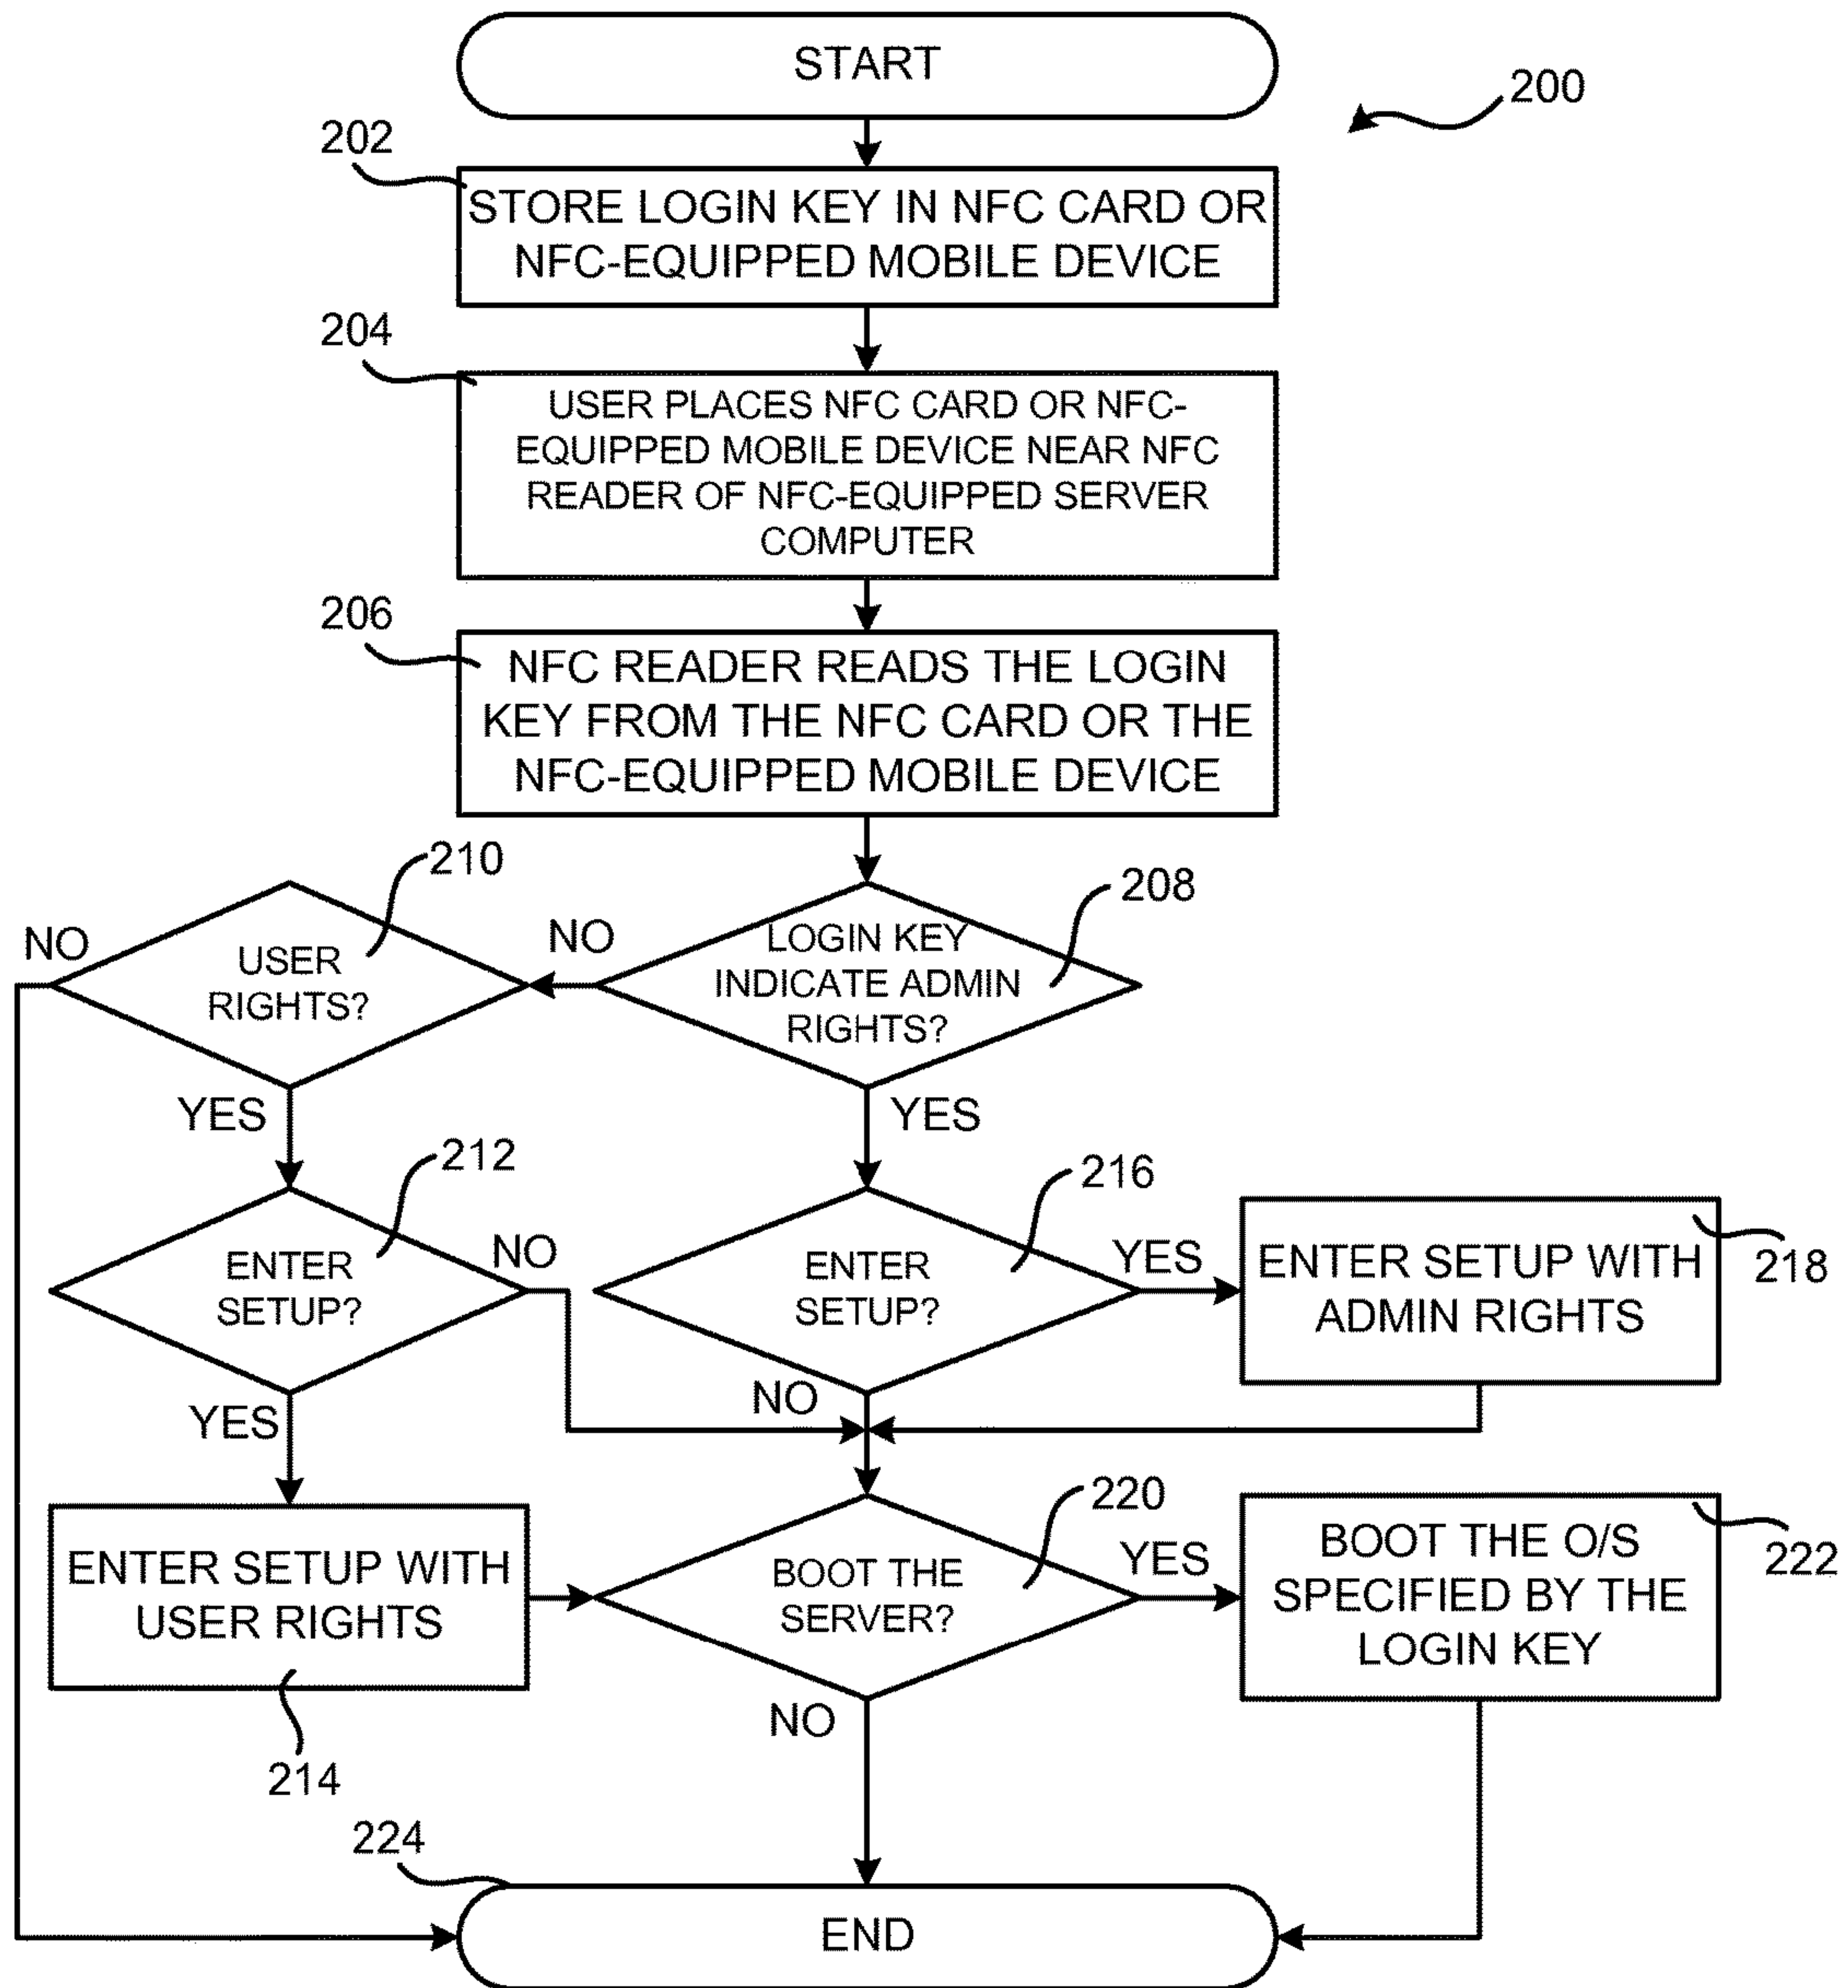 START
200
202
STORE LOGIN KEY IN NFC CARD OR
NFC-EQUIPPED MOBILE DEVICE
204
USER PLACES NFC CARD OR NFC-
EQUIPPED MOBILE DEVICE NEAR NFC
READER OF NFC-EQUIPPED SERVER
COMPUTER
206
NFC READER READS THE LOGIN
KEY FROM THE NFC CARD OR THE
NFC-EQUIPPED MOBILE DEVICE
210
208
NO
USER
RIGHTS?
NO
LOGIN KEY
INDICATE ADMIN
RIGHTS?
YES
YES
212
216
ENTER
SETUP?
NO
ENTER
SETUP?
YES
ENTER SETUP WITH
ADMIN RIGHTS
218
YES
NO
ENTER SETUP WITH
USER RIGHTS
214
220
BOOT THE
SERVER?
YES
BOOT THE O/S
SPECIFIED BY THE
LOGIN KEY
222
NO
224
END